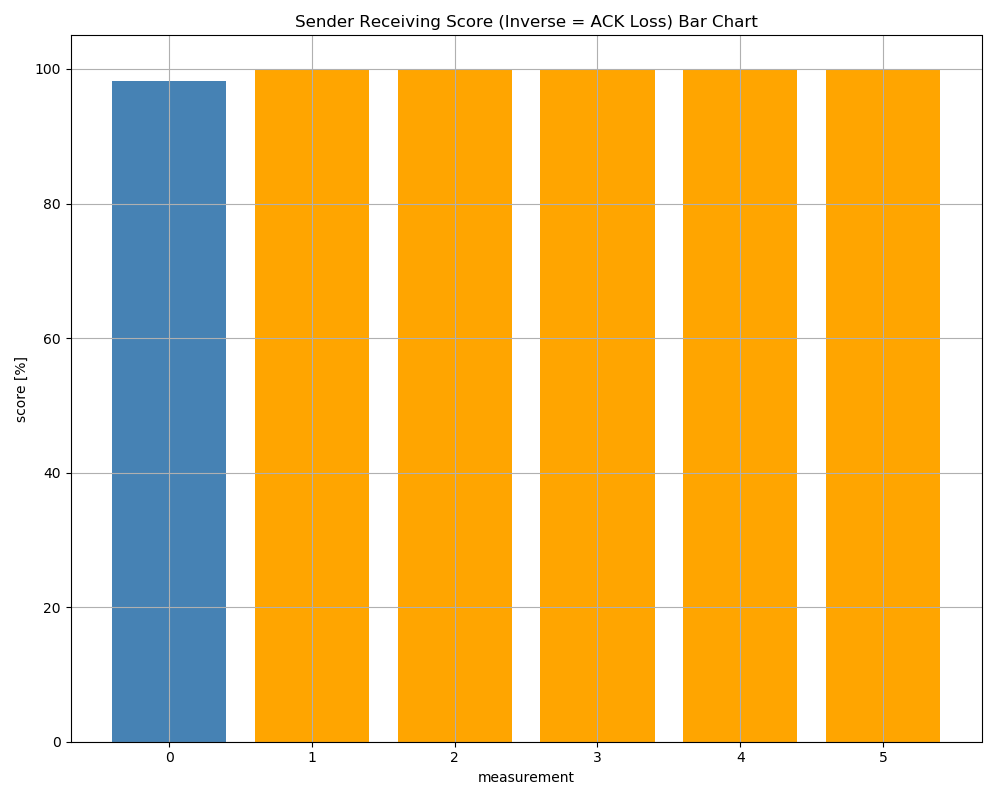 Sender Receiving Score (Inverse = ACK Loss) Bar Chart
100
80
60
40
20
0
score [%]
0 1 2 3 4 5
measurement